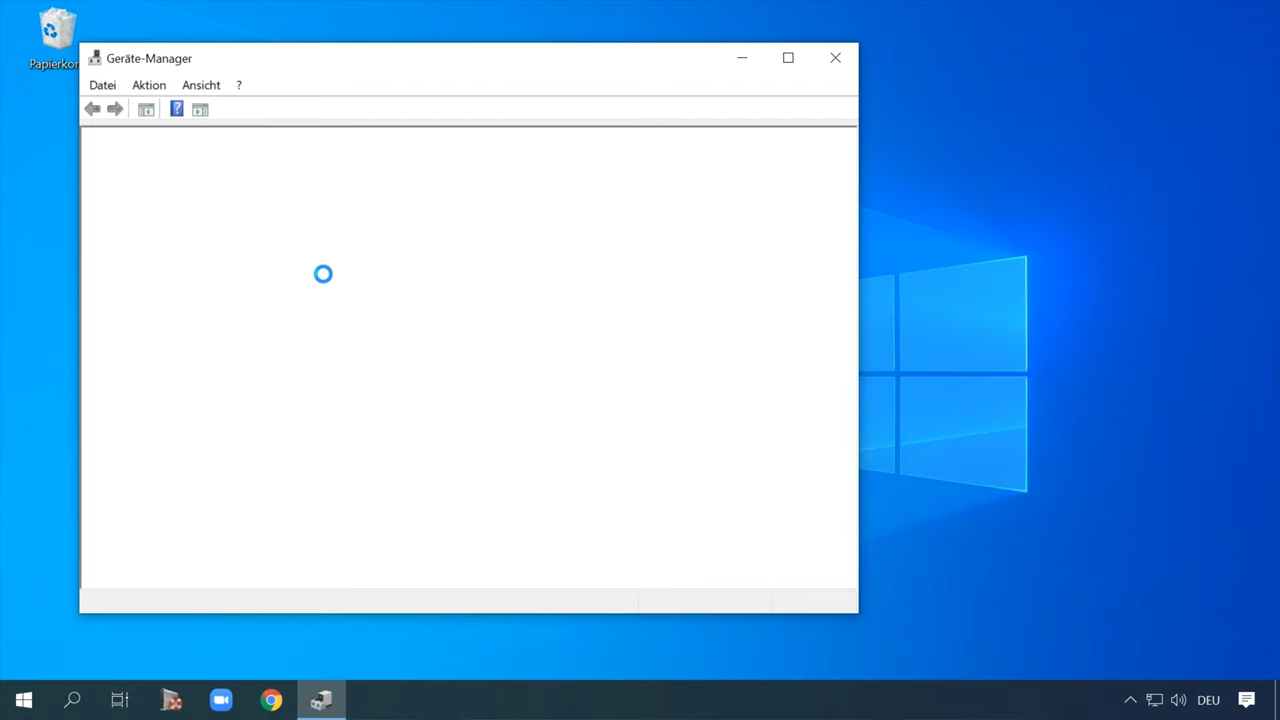 Papierkorb
Geräte-Manager
Datei Aktion Ansicht ?
DEU